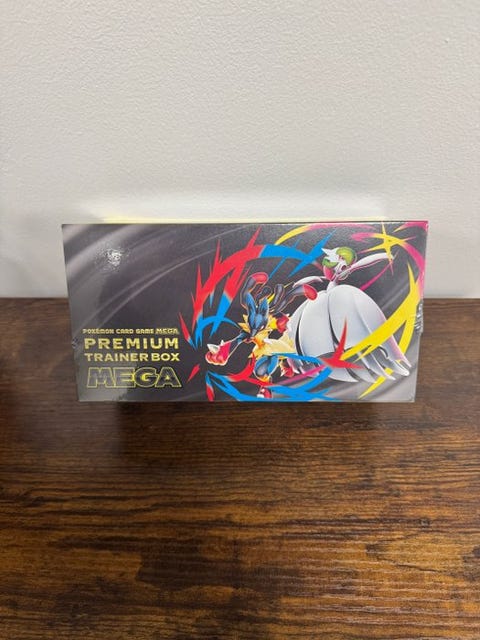 POKÉMON CARD GAME MEGA
PREMIUM
TRAINER BOX
MEGA